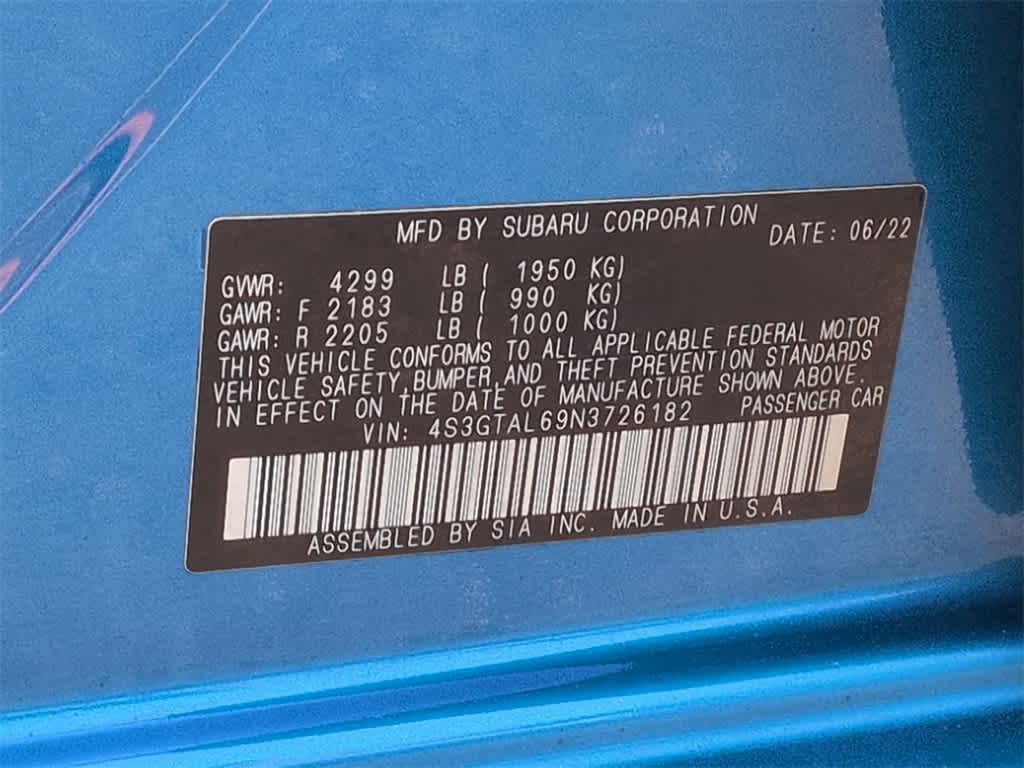 MFD BY SUBARU CORPORATION DATE: 06/22
GVWR: 4299 LB ( 1950 KG)
GAWR: F 2183 LB ( 990 KG)
GAWR: R 2205 LB ( 1000 KG)
THIS VEHICLE CONFORMS TO ALL APPLICABLE FEDERAL MOTOR
VEHICLE SAFETY, BUMPER, AND THEFT PREVENTION STANDARDS
IN EFFECT ON THE DATE OF MANUFACTURE SHOWN ABOVE.
VIN: 4S3GTAL69N3726182 PASSENGER CAR
ASSEMBLED BY SIA INC. MADE IN U.S.A.